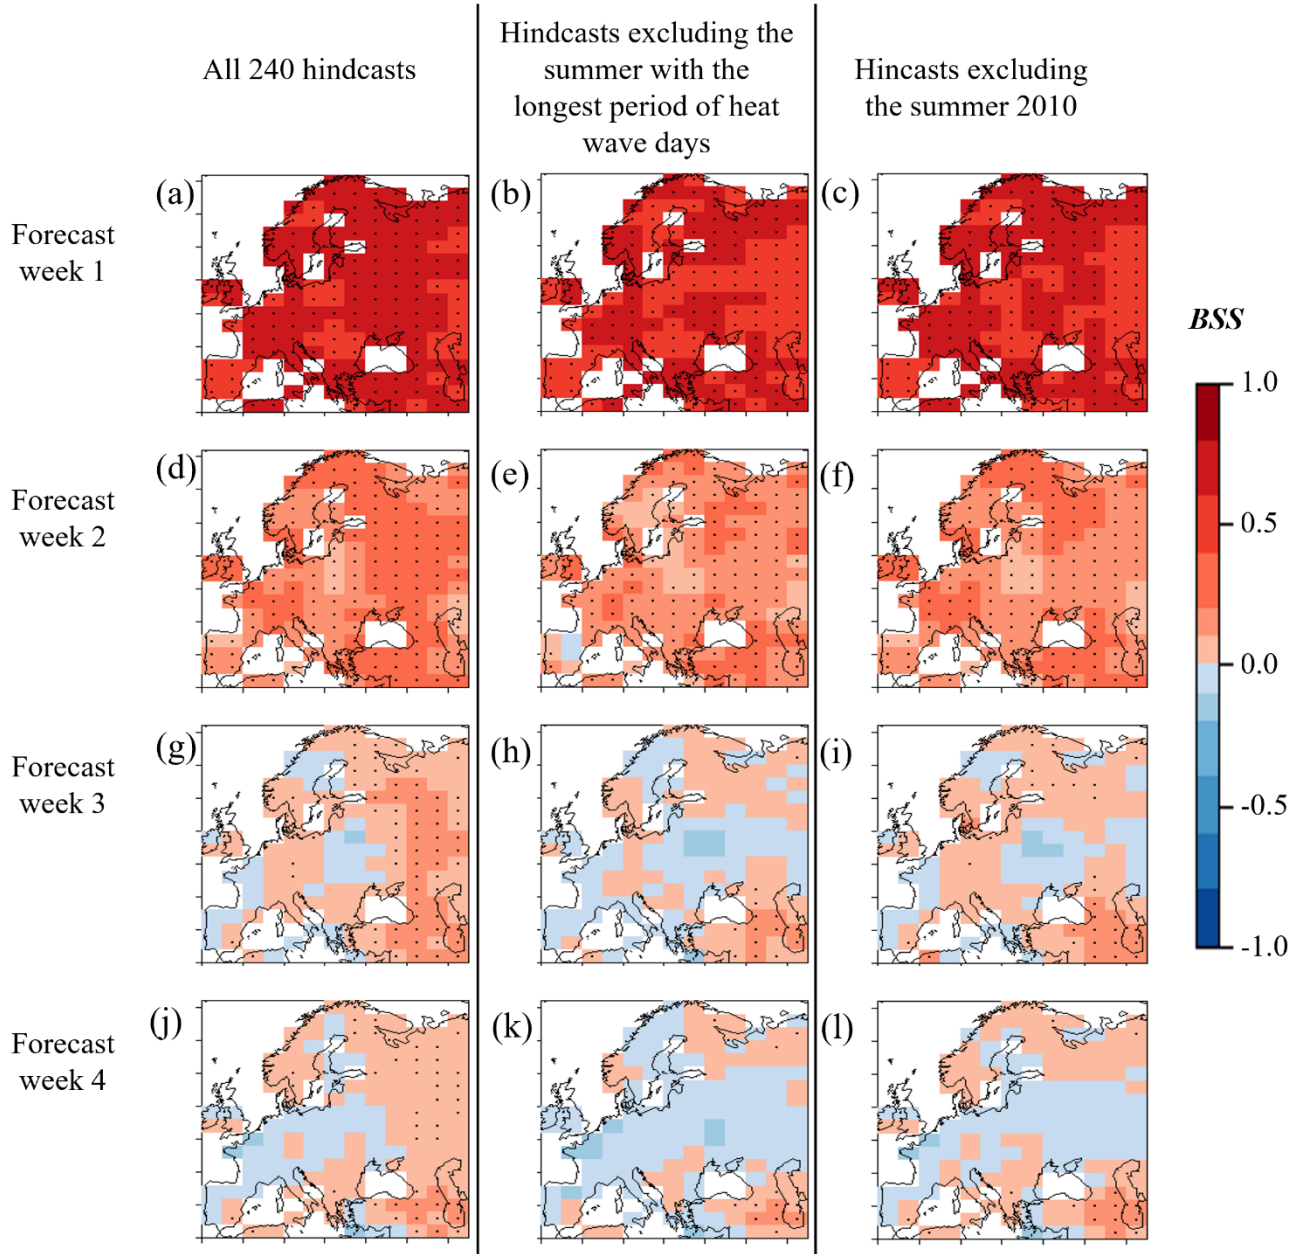 All 240 hindcasts
Hindcasts excluding the
summer with the
longest period of heat
wave days
Hincasts excluding
the summer 2010
Forecast
week 1
(a)
(b)
(c)
Forecast
week 2
(d)
(e)
(f)
Forecast
week 3
(g)
(h)
(i)
Forecast
week 4
(j)
(k)
(l)
BSS
1.0
0.5
0.0
-0.5
-1.0